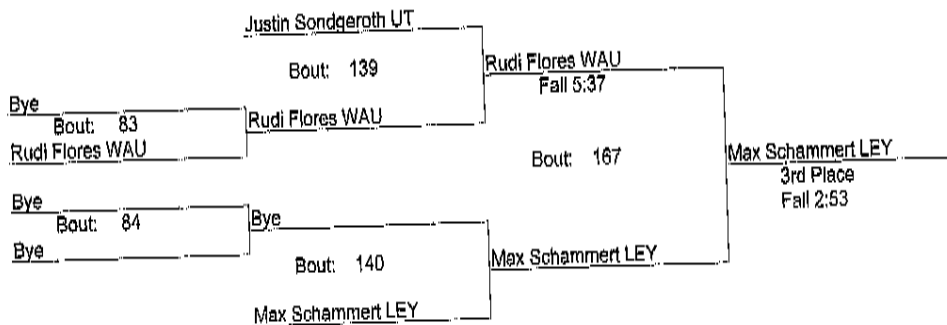 Justin Sondgeroth UT
Bout: 139
Rudi Flores WAU
Fall 5:37
Bye
Bout: 83
Rudi Flores WAU
Rudi Flores WAU
Bout: 167
Max Schammert LEY
3rd Place
Fall 2:53
Bye
Bout: 84
Bye
Bye
Bout: 140
Max Schammert LEY
Max Schammert LEY